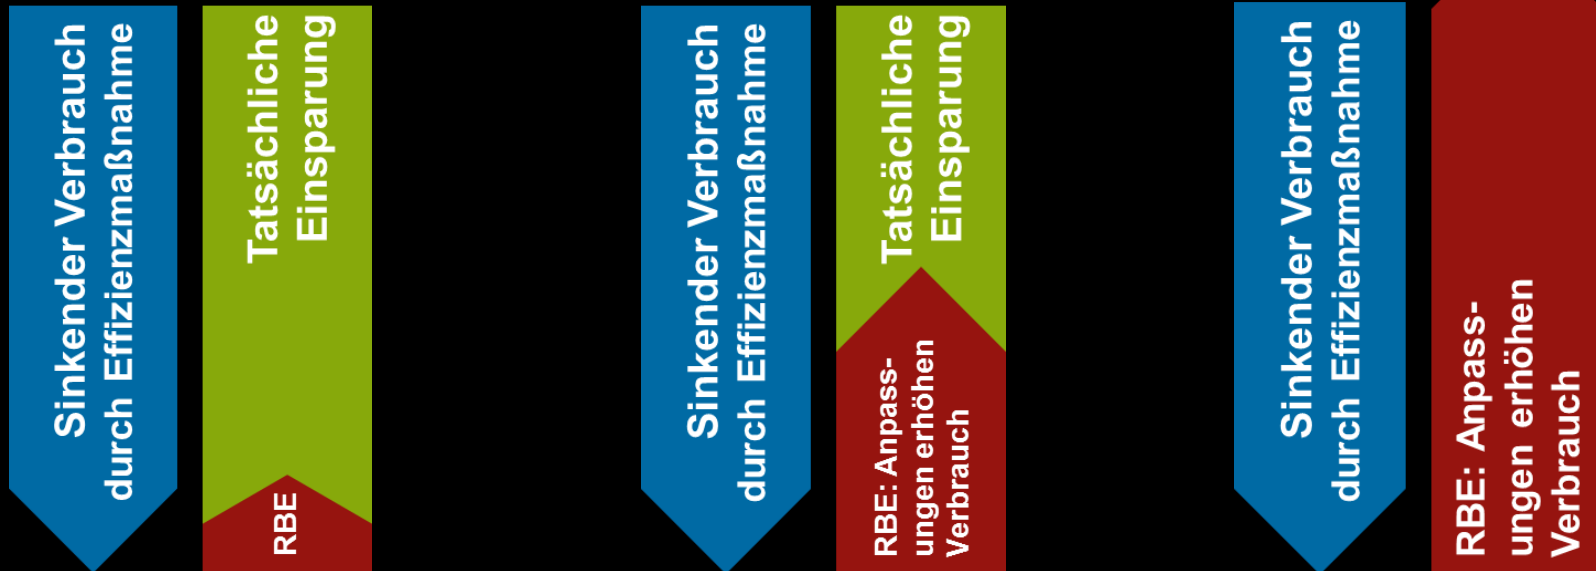 Sinkender Verbrauch
durch Effizienzmaßnahme
Tatsächliche
Einsparung
RBE
Sinkender Verbrauch
durch Effizienzmaßnahme
Tatsächliche
Einsparung
RBE: Anpass-
ungen erhöhen
Verbrauch
Sinkender Verbrauch
durch Effizienzmaßnahme
RBE: Anpass-
ungen erhöhen
Verbrauch